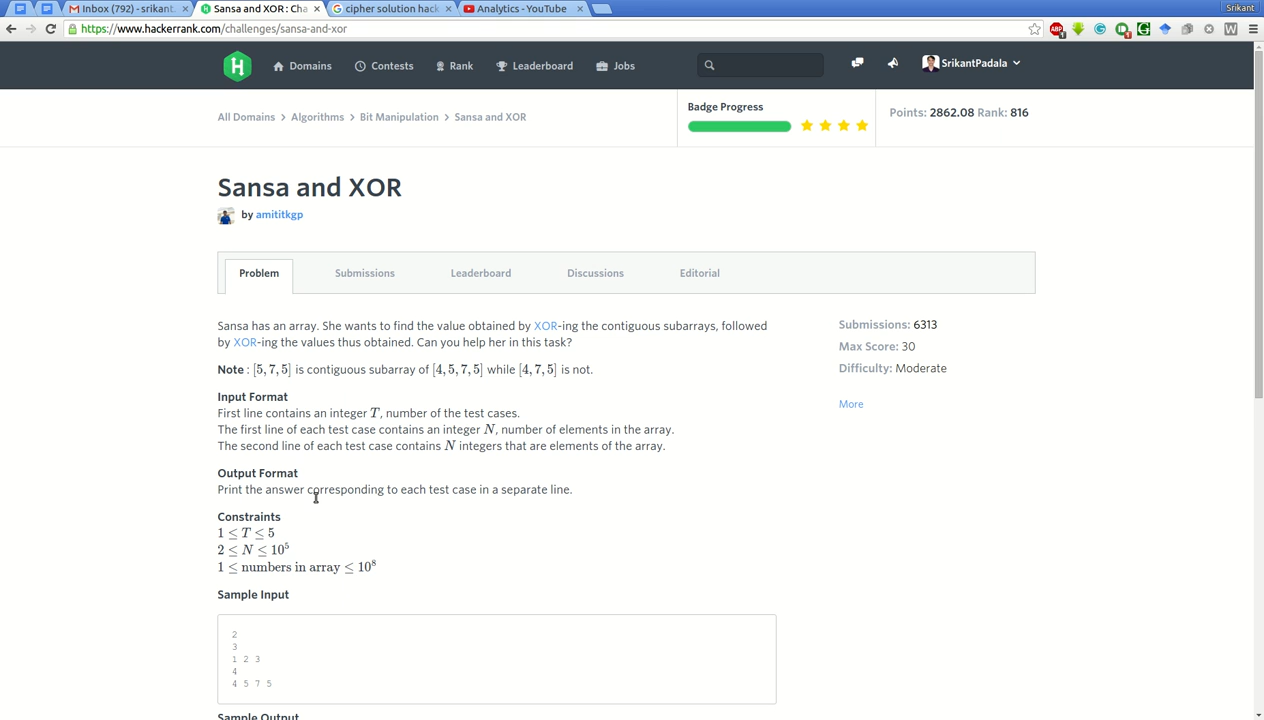 Inbox (792) - srikant.
Sansa and XOR : Cha
cipher solution hack
Analytics - YouTube
Srikant
https://www.hackerrank.com/challenges/sansa-and-xor
Domains
Contests
Rank
Leaderboard
Jobs
SrikantPadala
All Domains > Algorithms > Bit Manipulation > Sansa and XOR
Badge Progress
Points: 2862.08 Rank: 816
Sansa and XOR
by amititkgp
Problem
Submissions
Leaderboard
Discussions
Editorial
Sansa has an array. She wants to find the value obtained by XOR-ing the contiguous subarrays, followed
by XOR-ing the values thus obtained. Can you help her in this task?
Note : [5, 7, 5] is contiguous subarray of [4, 5, 7, 5] while [4, 7, 5] is not.
Input Format
First line contains an integer T, number of the test cases.
The first line of each test case contains an integer N, number of elements in the array.
The second line of each test case contains N integers that are elements of the array.
Output Format
Print the answer corresponding to each test case in a separate line.
Constraints
1 ≤ T ≤ 5
2 ≤ N ≤ 10⁵
1 ≤ numbers in array ≤ 10⁸
Sample Input
2
3
1 2 3
4
4 5 7 5
Sample Output
Submissions: 6313
Max Score: 30
Difficulty: Moderate
More